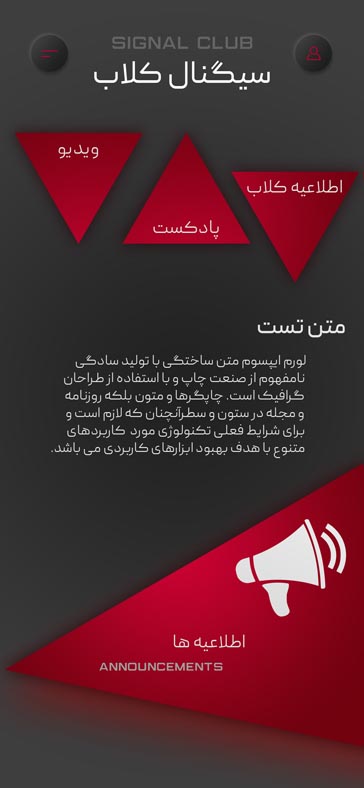 SIGNAL CLUB
سیگنال کلاب
ویدیو
اطلاعیه کلاب
پادکست
متن تست
لورم ایپسوم متن ساختگی با تولید سادگی
نامفهوم از صنعت چاپ و با استفاده از طراحان
گرافیک است. چاپگرها و متون بلکه روزنامه
و مجله در ستون و سطرآنچنان که لازم است و
برای شرایط فعلی تکنولوژی مورد کاربردهای
متنوع با هدف بهبود ابزارهای کاربردی می باشد.
اطلاعیه ها
ANNOUNCEMENTS